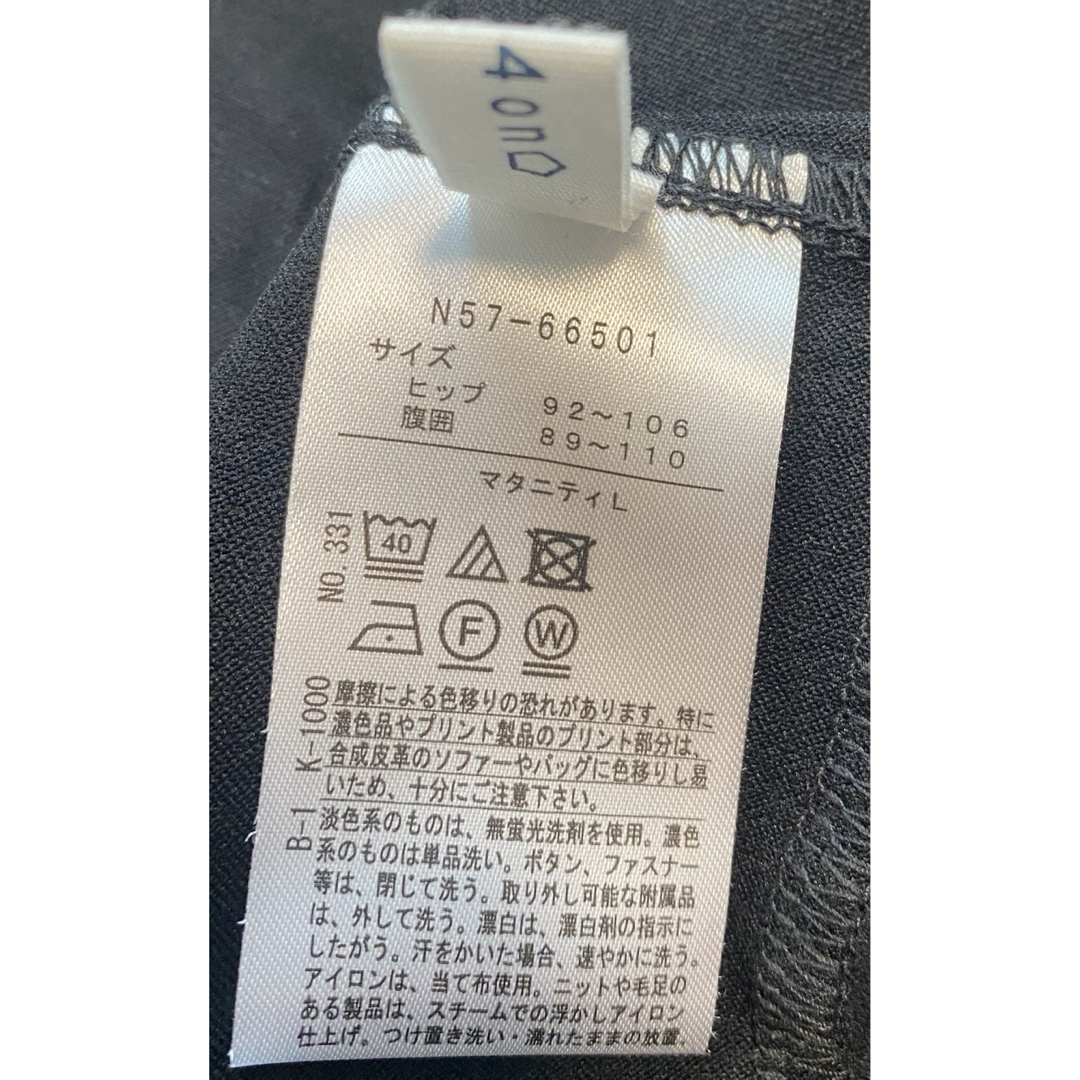 4on
N57-66501
サイズ
ヒップ 92〜106
腹囲 89〜110
マタニティL
NO. 331
40
F
W
K-1000
摩擦による色移りの恐れがあります。特に
濃色品やプリント製品のプリント部分は、
合成皮革のソファーやバッグに色移りし易
いため、十分にご注意下さい。
B-1
淡色系のものは、無蛍光洗剤を使用。濃色
系のものは単品洗い。ボタン、ファスナー
等は、閉じて洗う。取り外し可能な附属品
は、外して洗う。漂白は、漂白剤の指示に
したがう。汗をかいた場合、速やかに洗う。
アイロンは、当て布使用。ニットや毛足の
ある製品は、スチームでの浮かしアイロン
仕上げ。つけ置き洗い・濡れたままの放置